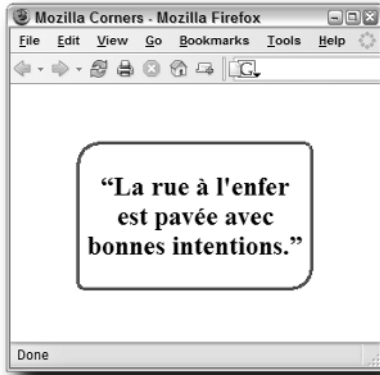 Mozilla Corners - Mozilla Firefox
File Edit View Go Bookmarks Tools Help
G
“La rue à l'enfer
est pavée avec
bonnes intentions.”
Done